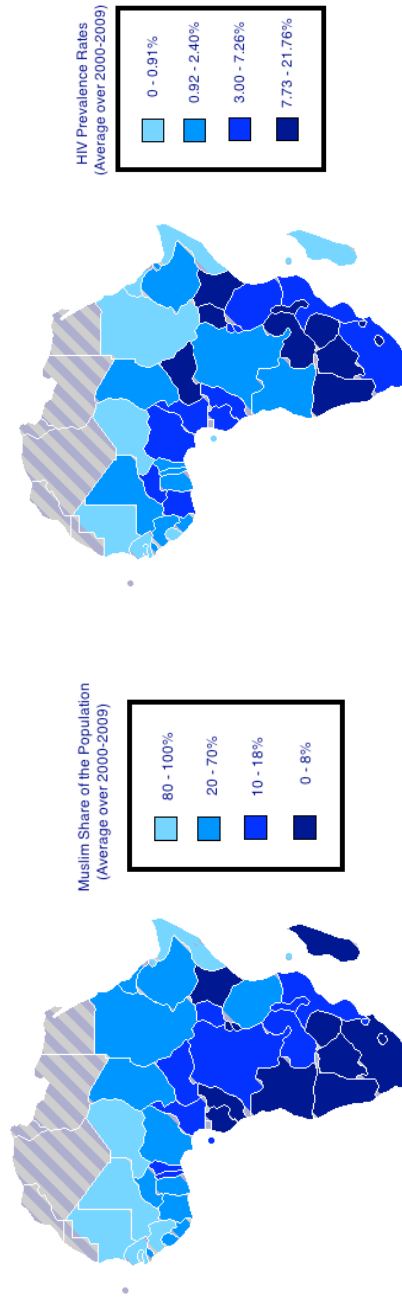 Muslim Share of the Population
(Average over 2000-2009)
80 - 100%
20 - 70%
10 - 18%
0 - 8%
HIV Prevalence Rates
(Average over 2000-2009)
0 - 0.91%
0.92 - 2.40%
3.00 - 7.26%
7.73 - 21.76%